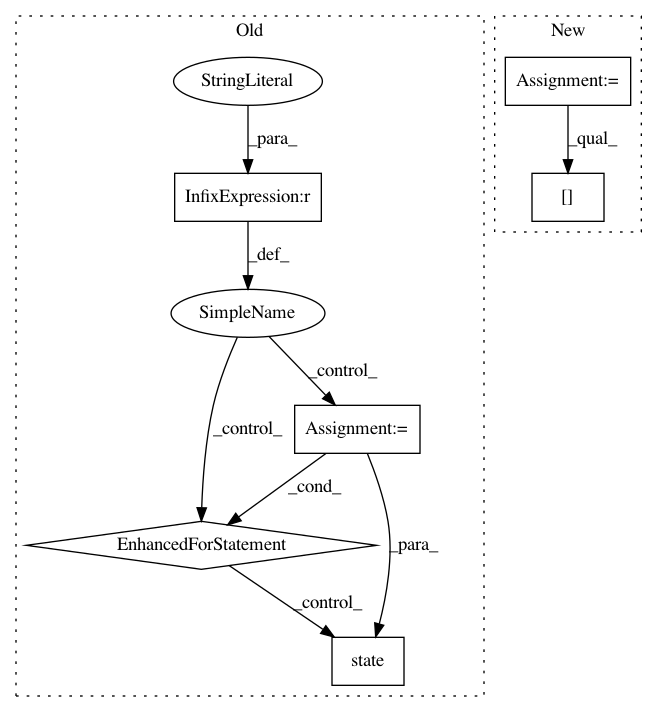 Old
New
StringLiteral
Assignment:=
_para_
_qual_
InfixExpression:r
[]
_def_
SimpleName
_control_
Assignment:=
_control_
_cond_
EnhancedForStatement
_para_
_control_
state